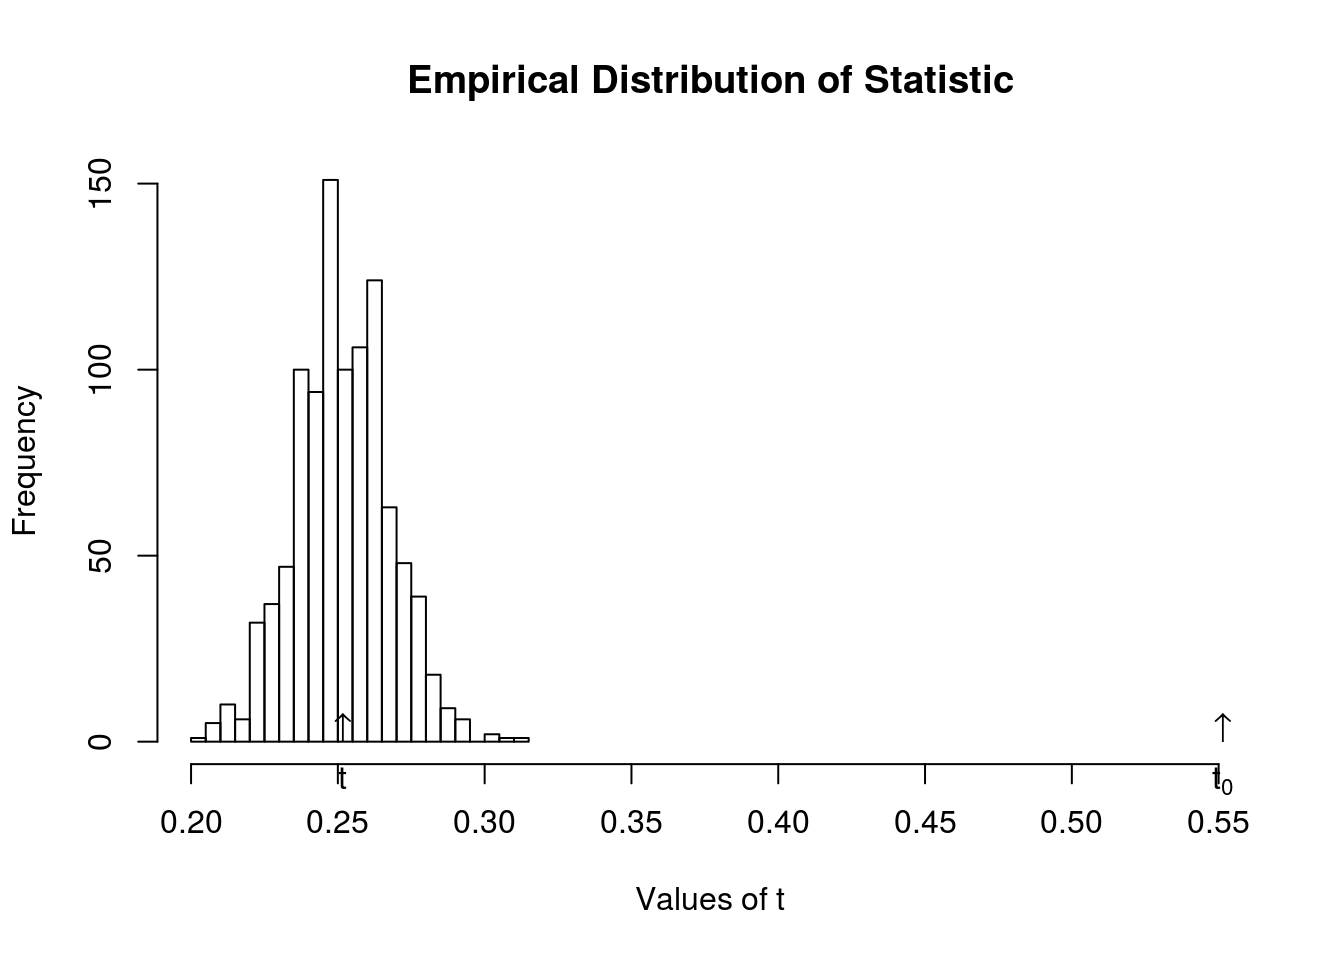 Empirical Distribution of Statistic
150
100
50
0
Frequency
t
t₀
0.20 0.25 0.30 0.35 0.40 0.45 0.50 0.55
Values of t